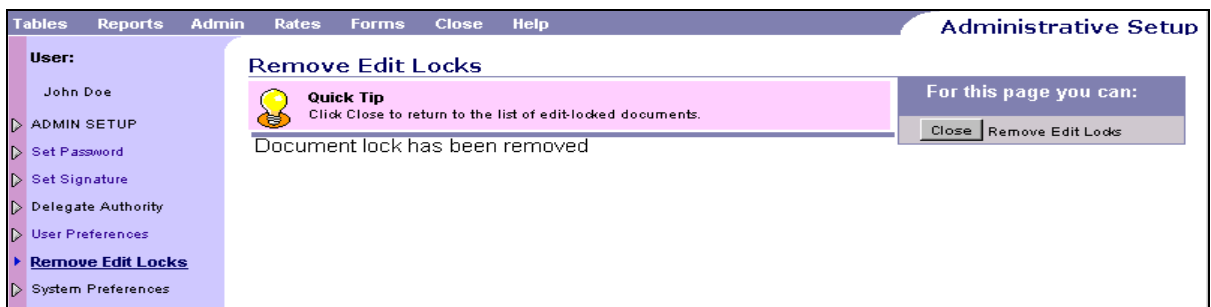 Tables Reports Admin Rates Forms Close Help
Administrative Setup
User:
John Doe
ADMIN SETUP
Set Password
Set Signature
Delegate Authority
User Preferences
Remove Edit Locks
System Preferences
Remove Edit Locks
Quick Tip
Click Close to return to the list of edit-locked documents.
Document lock has been removed
For this page you can:
Close Remove Edit Locks